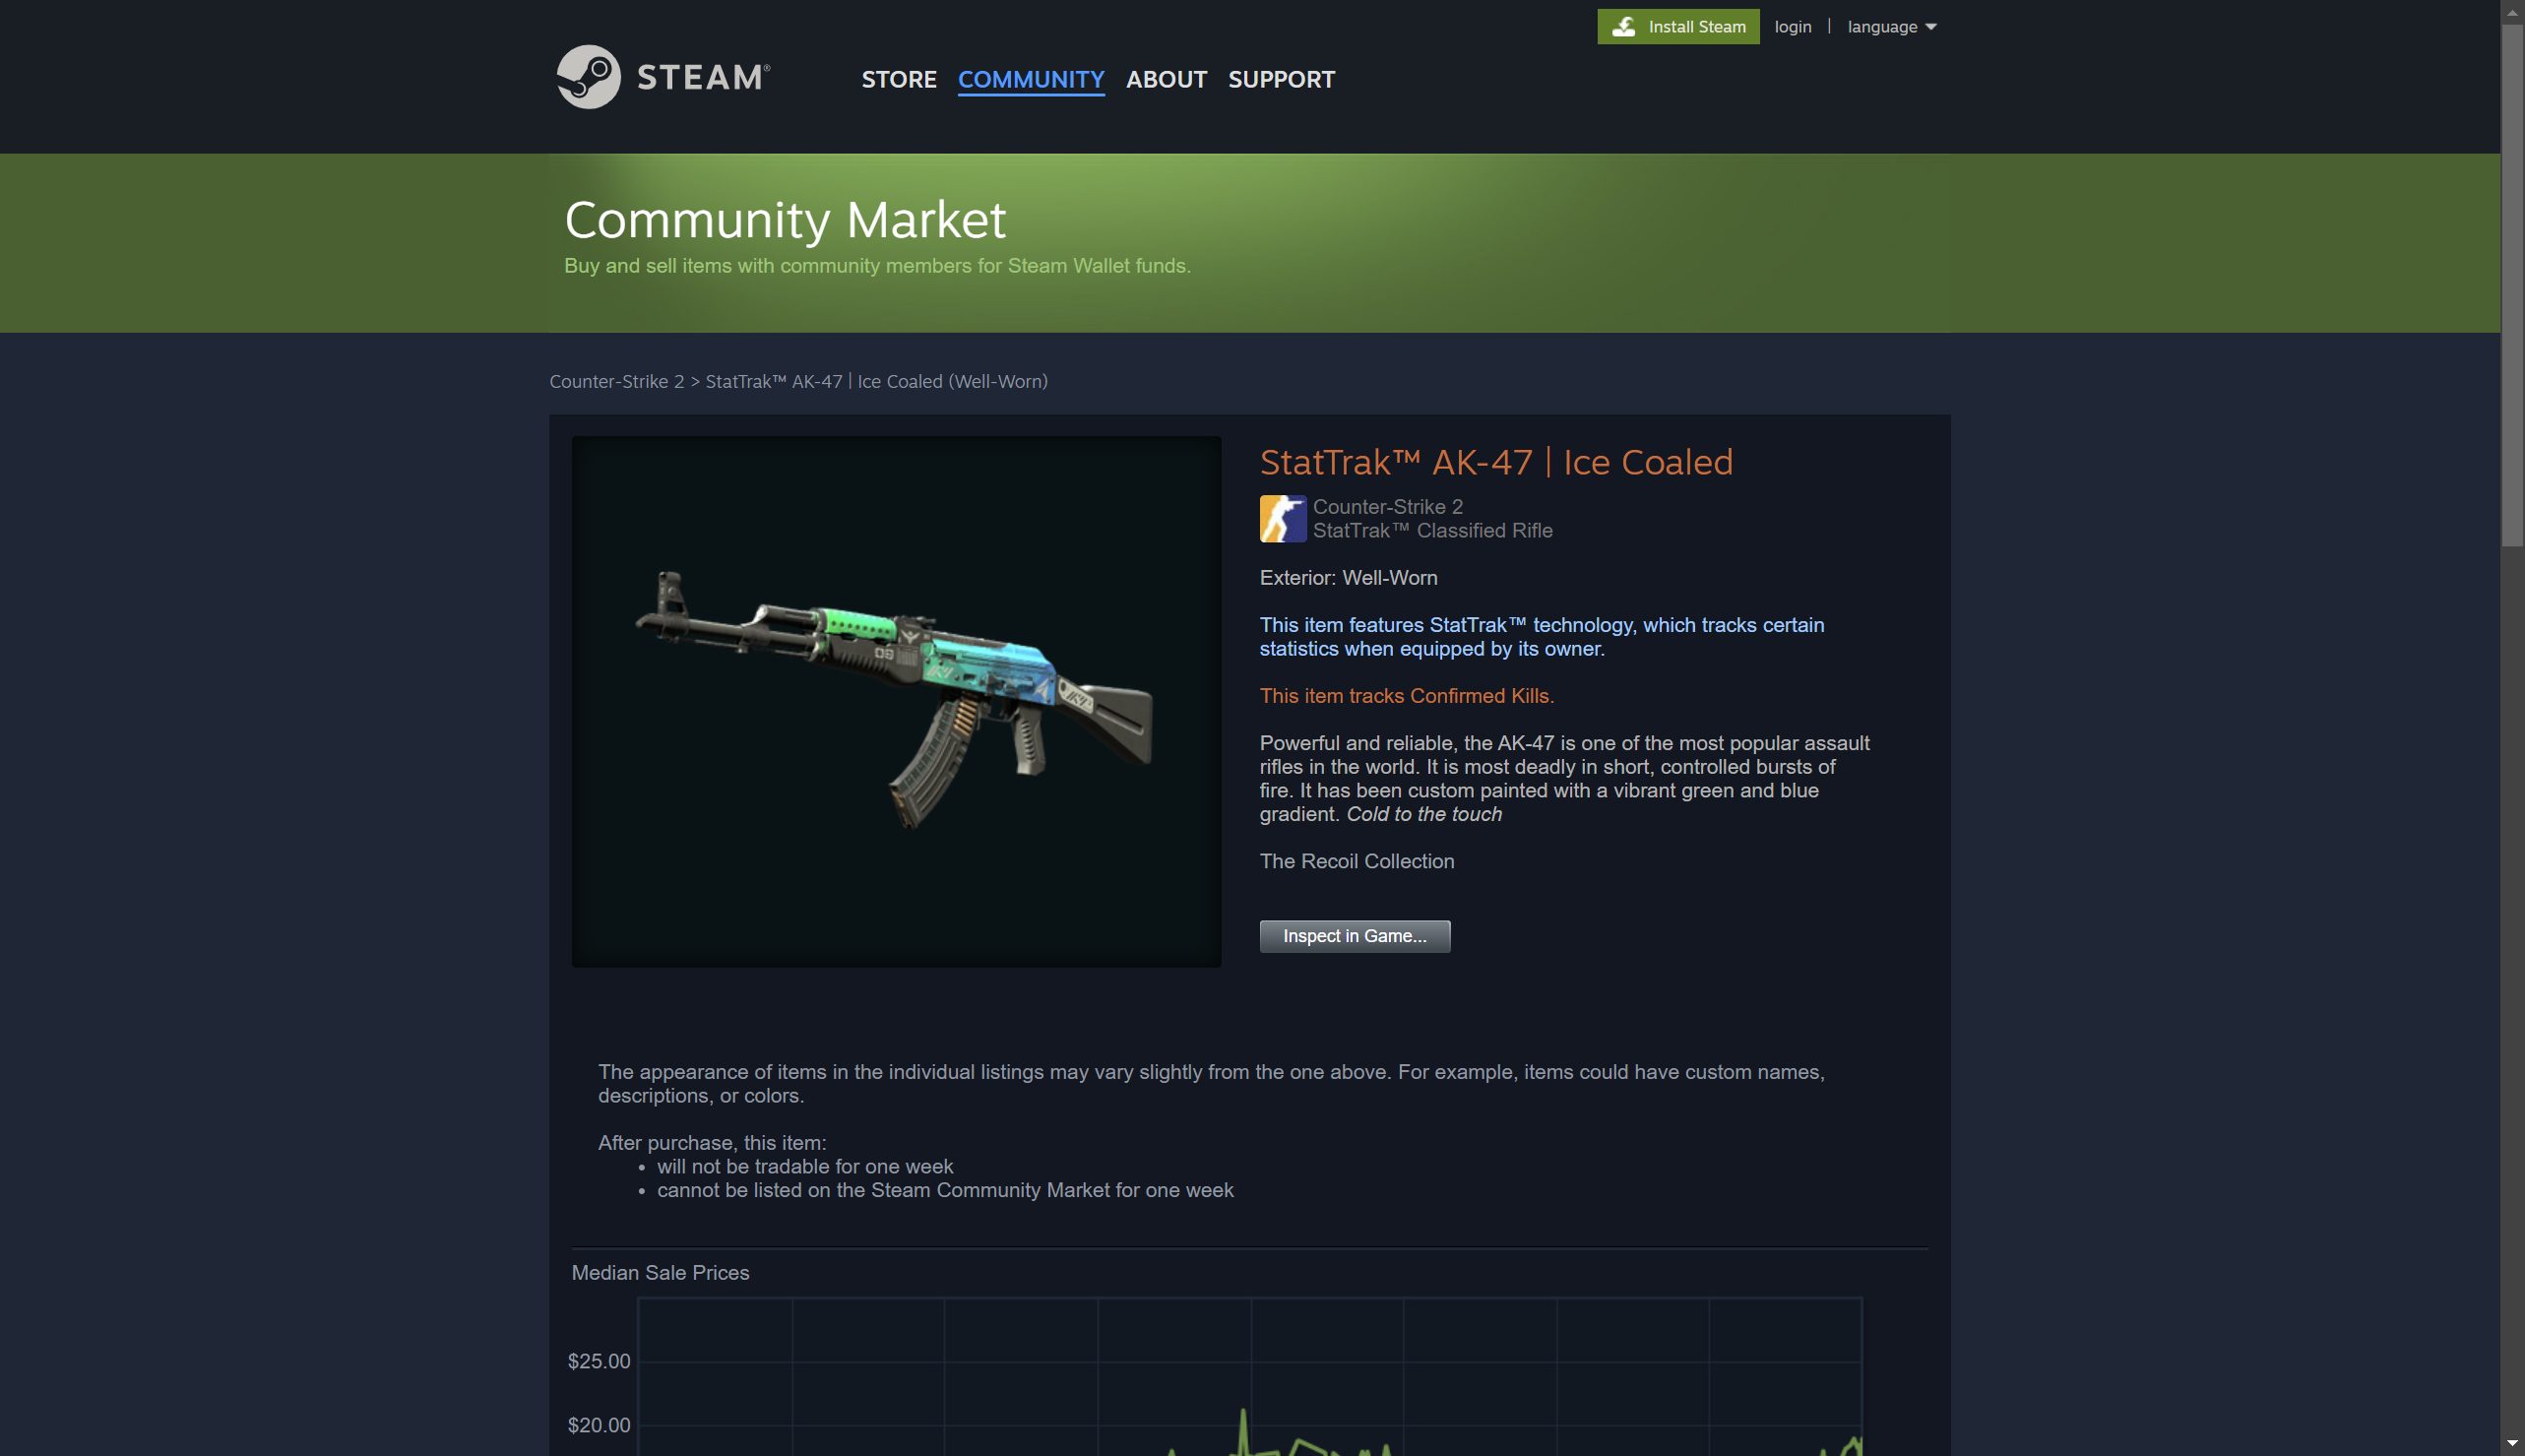 Install Steam
login
language
STEAM®
STORE COMMUNITY ABOUT SUPPORT
Community Market
Buy and sell items with community members for Steam Wallet funds.
Counter-Strike 2 > StatTrak™ AK-47 | Ice Coaled (Well-Worn)
StatTrak™ AK-47 | Ice Coaled
Counter-Strike 2
StatTrak™ Classified Rifle
Exterior: Well-Worn
This item features StatTrak™ technology, which tracks certain
statistics when equipped by its owner.
This item tracks Confirmed Kills.
Powerful and reliable, the AK-47 is one of the most popular assault
rifles in the world. It is most deadly in short, controlled bursts of
fire. It has been custom painted with a vibrant green and blue
gradient. Cold to the touch
The Recoil Collection
Inspect in Game...
The appearance of items in the individual listings may vary slightly from the one above. For example, items could have custom names,
descriptions, or colors.
After purchase, this item:
• will not be tradable for one week
• cannot be listed on the Steam Community Market for one week
Median Sale Prices
$25.00
$20.00